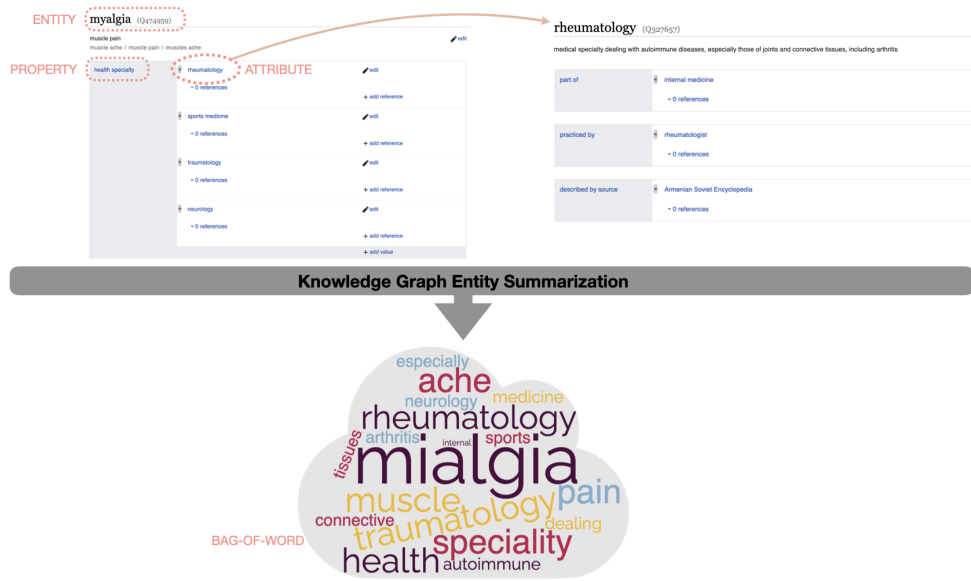 ENTITY
myalgia (Q474959)
muscle pain
edit
muscle ache | muscle pain | muscles ache
PROPERTY
health specialty
rheumatology
ATTRIBUTE
edit
0 references
+ add reference
sports medicine
edit
0 references
+ add reference
traumatology
edit
0 references
+ add reference
neurology
edit
0 references
+ add reference
+ add value
rheumatology (Q327657)
medical specialty dealing with autoimmune diseases, especially those of joints and connective tissues, including arthritis
part of
internal medicine
0 references
practiced by
rheumatologist
0 references
described by source
Armenian Soviet Encyclopedia
0 references
Knowledge Graph Entity Summarization
especially
ache
neurology
medicine
rheumatology
arthritis
internal
sports
tissues
mialgia
muscle
pain
traumatology
connective
dealing
BAG-OF-WORD
speciality
health
autoimmune